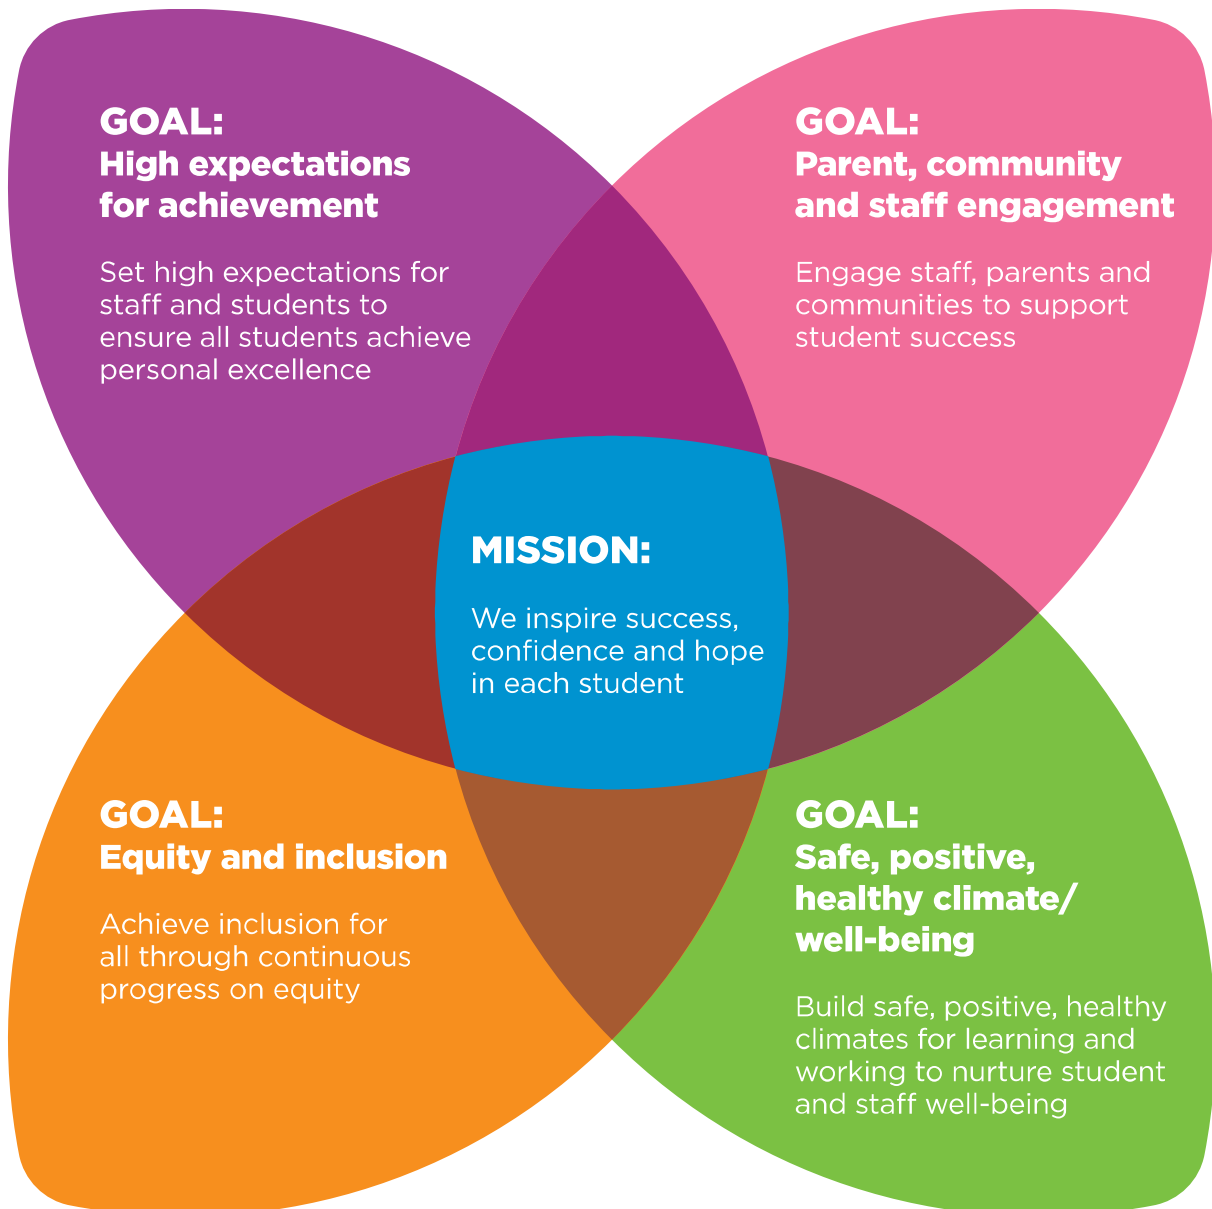 GOAL:
High expectations
for achievement
Set high expectations for
staff and students to
ensure all students achieve
personal excellence
GOAL:
Parent, community
and staff engagement
Engage staff, parents and
communities to support
student success
MISSION:
We inspire success,
confidence and hope
in each student
GOAL:
Equity and inclusion
Achieve inclusion for
all through continuous
progress on equity
GOAL:
Safe, positive,
healthy climate/
well-being
Build safe, positive, healthy
climates for learning and
working to nurture student
and staff well-being